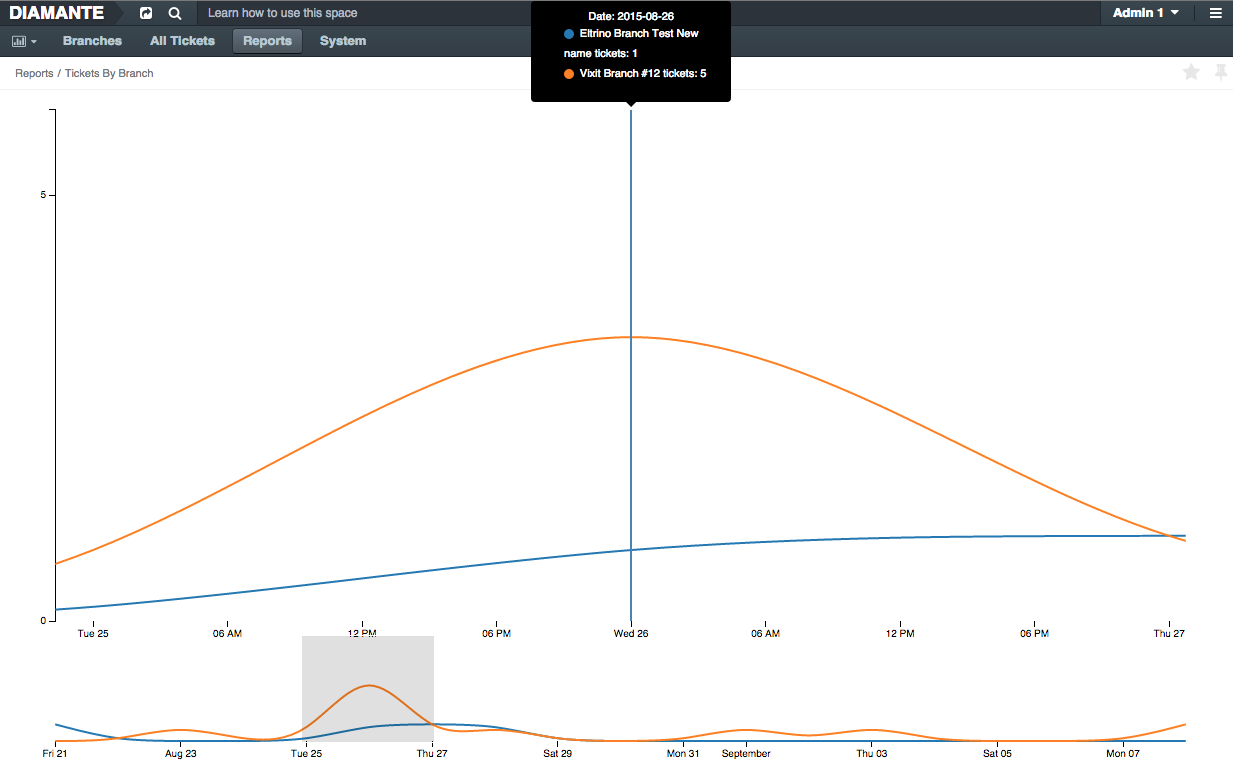 DIAMANTE
Learn how to use this space
Admin 1
Branches
All Tickets
Reports
System
Date: 2015-08-26
Eltrino Branch Test New
name tickets: 1
Vixit Branch #12 tickets: 5
Reports / Tickets By Branch
5
0
Tue 25 06 AM 12 PM 06 PM Wed 26 06 AM 12 PM 06 PM Thu 27
Fri 21 Aug 23 Tue 25 Thu 27 Sat 29 Mon 31 September Thu 03 Sat 05 Mon 07